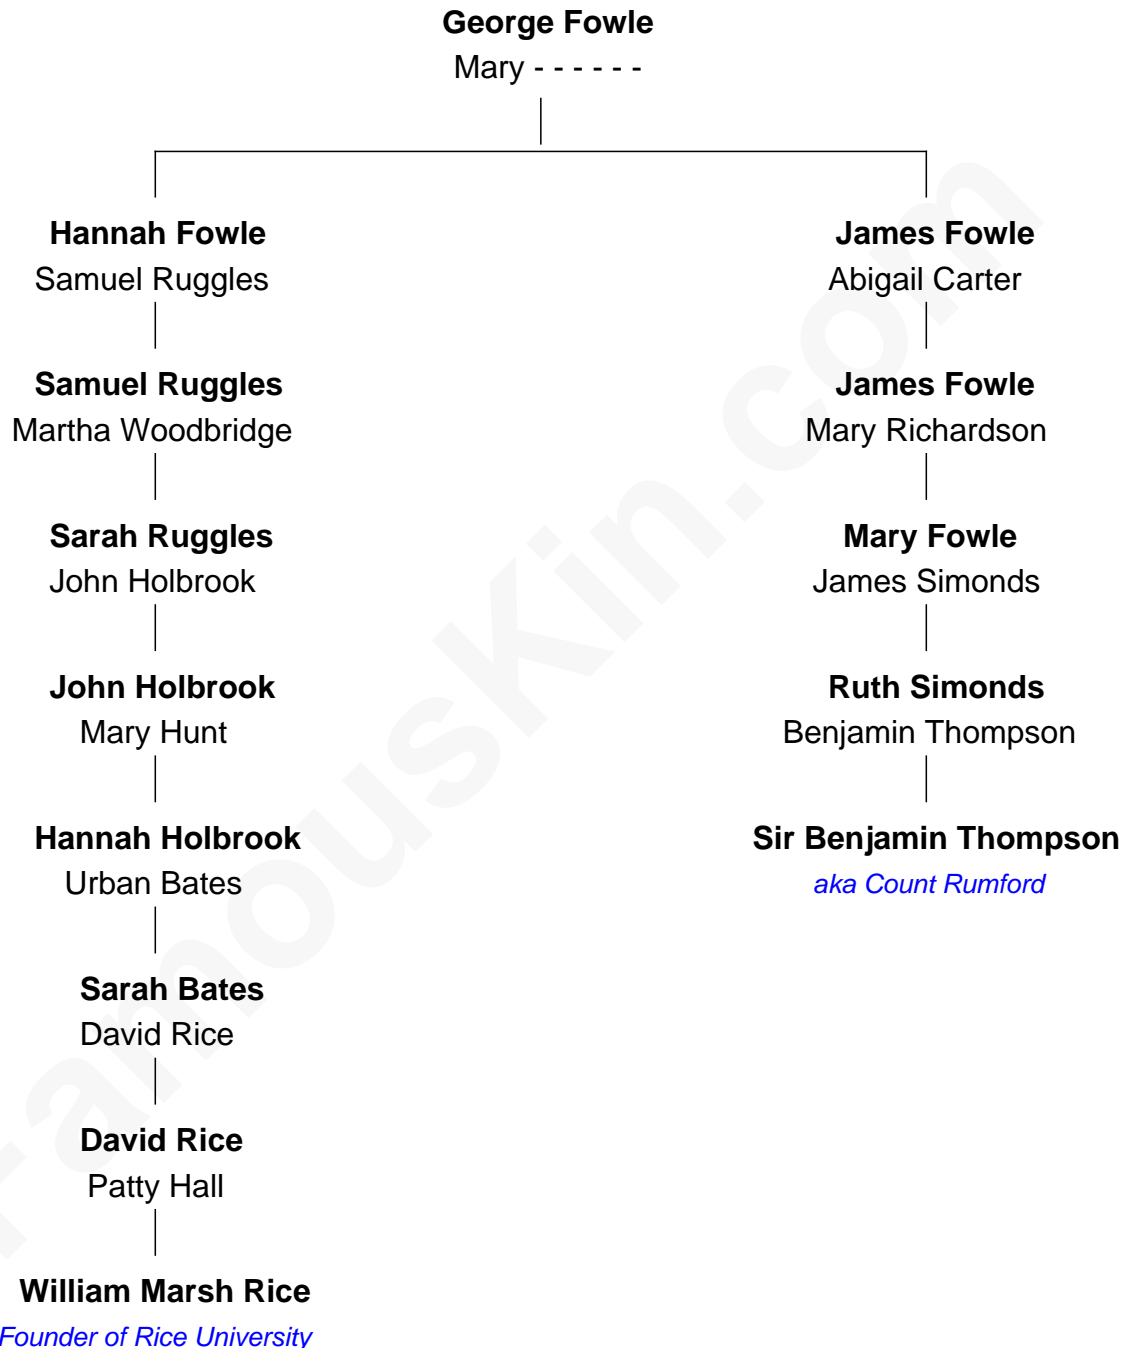 George Fowle
Mary - - - - - -
Hannah Fowle
Samuel Ruggles
James Fowle
Abigail Carter
Samuel Ruggles
Martha Woodbridge
James Fowle
Mary Richardson
Sarah Ruggles
John Holbrook
Mary Fowle
James Simonds
John Holbrook
Mary Hunt
Ruth Simonds
Benjamin Thompson
Hannah Holbrook
Urban Bates
Sir Benjamin Thompson
aka Count Rumford
Sarah Bates
David Rice
David Rice
Patty Hall
William Marsh Rice
Founder of Rice University
FamousKin.com